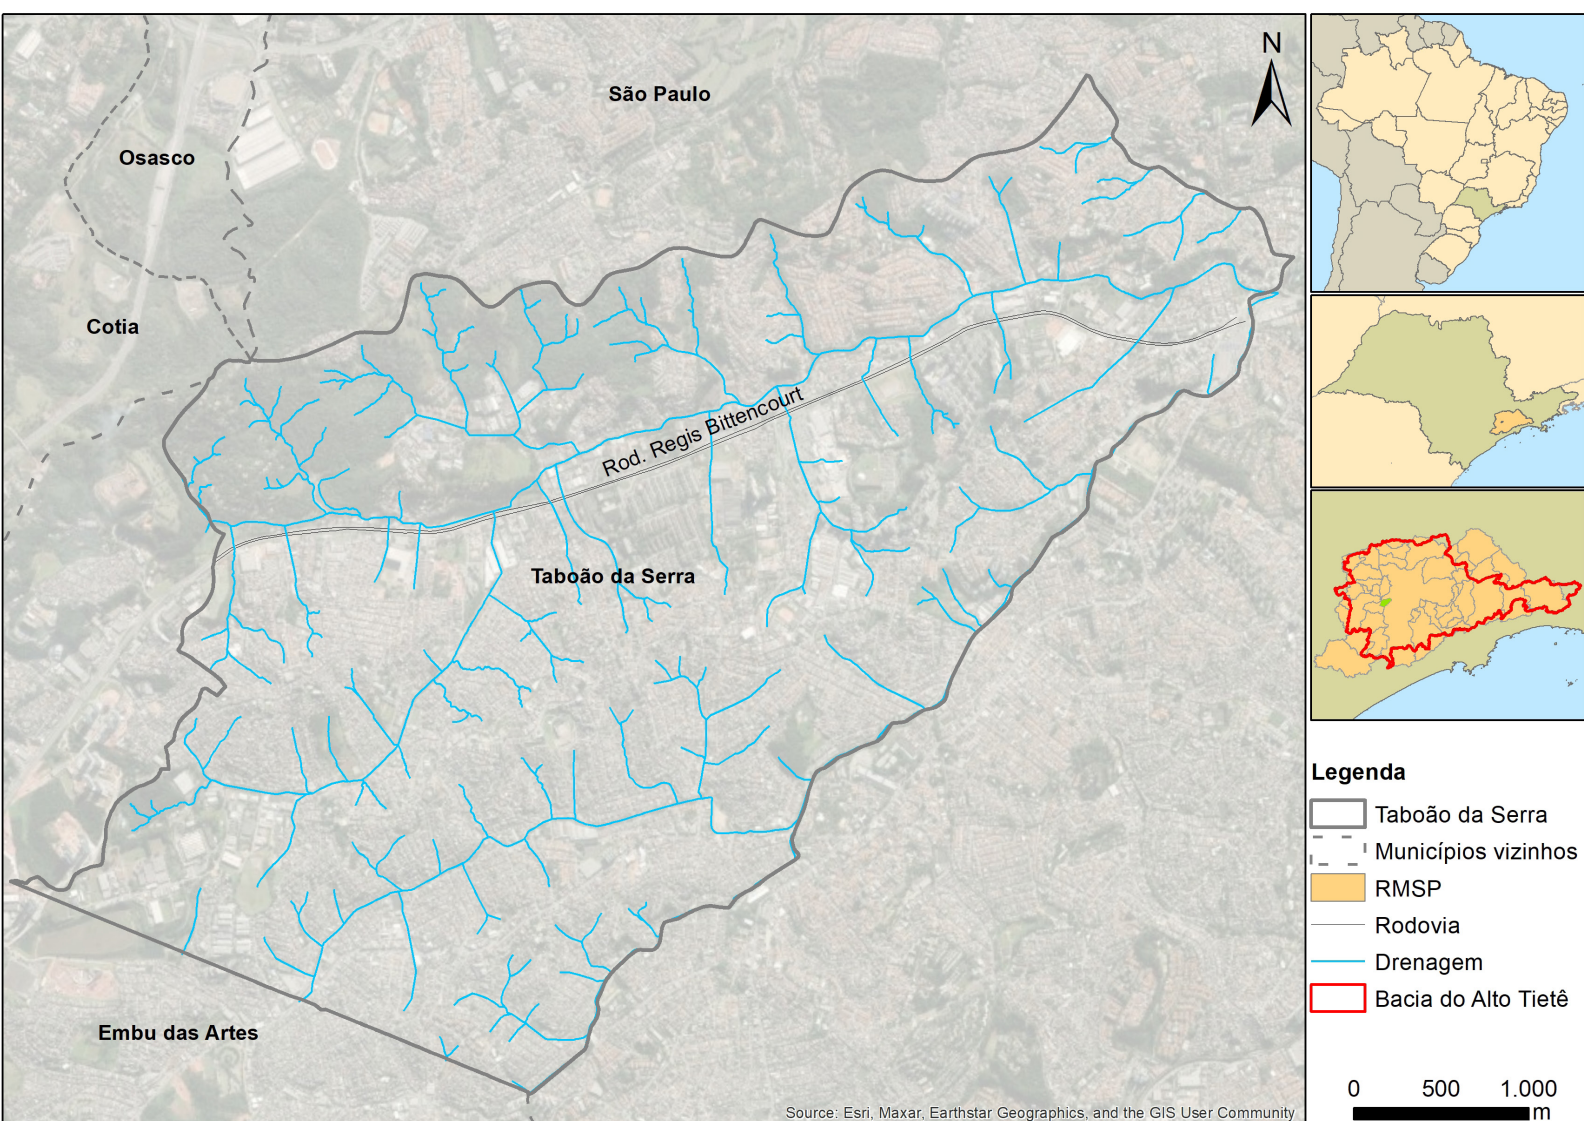 N
São Paulo
Osasco
Cotia
Rod. Regis Bittencourt
Taboão da Serra
Embu das Artes
Source: Esri, Maxar, Earthstar Geographics, and the GIS User Community
Legenda
Taboão da Serra
Municípios vizinhos
RMSP
Rodovia
Drenagem
Bacia do Alto Tietê
0 500 1.000
m